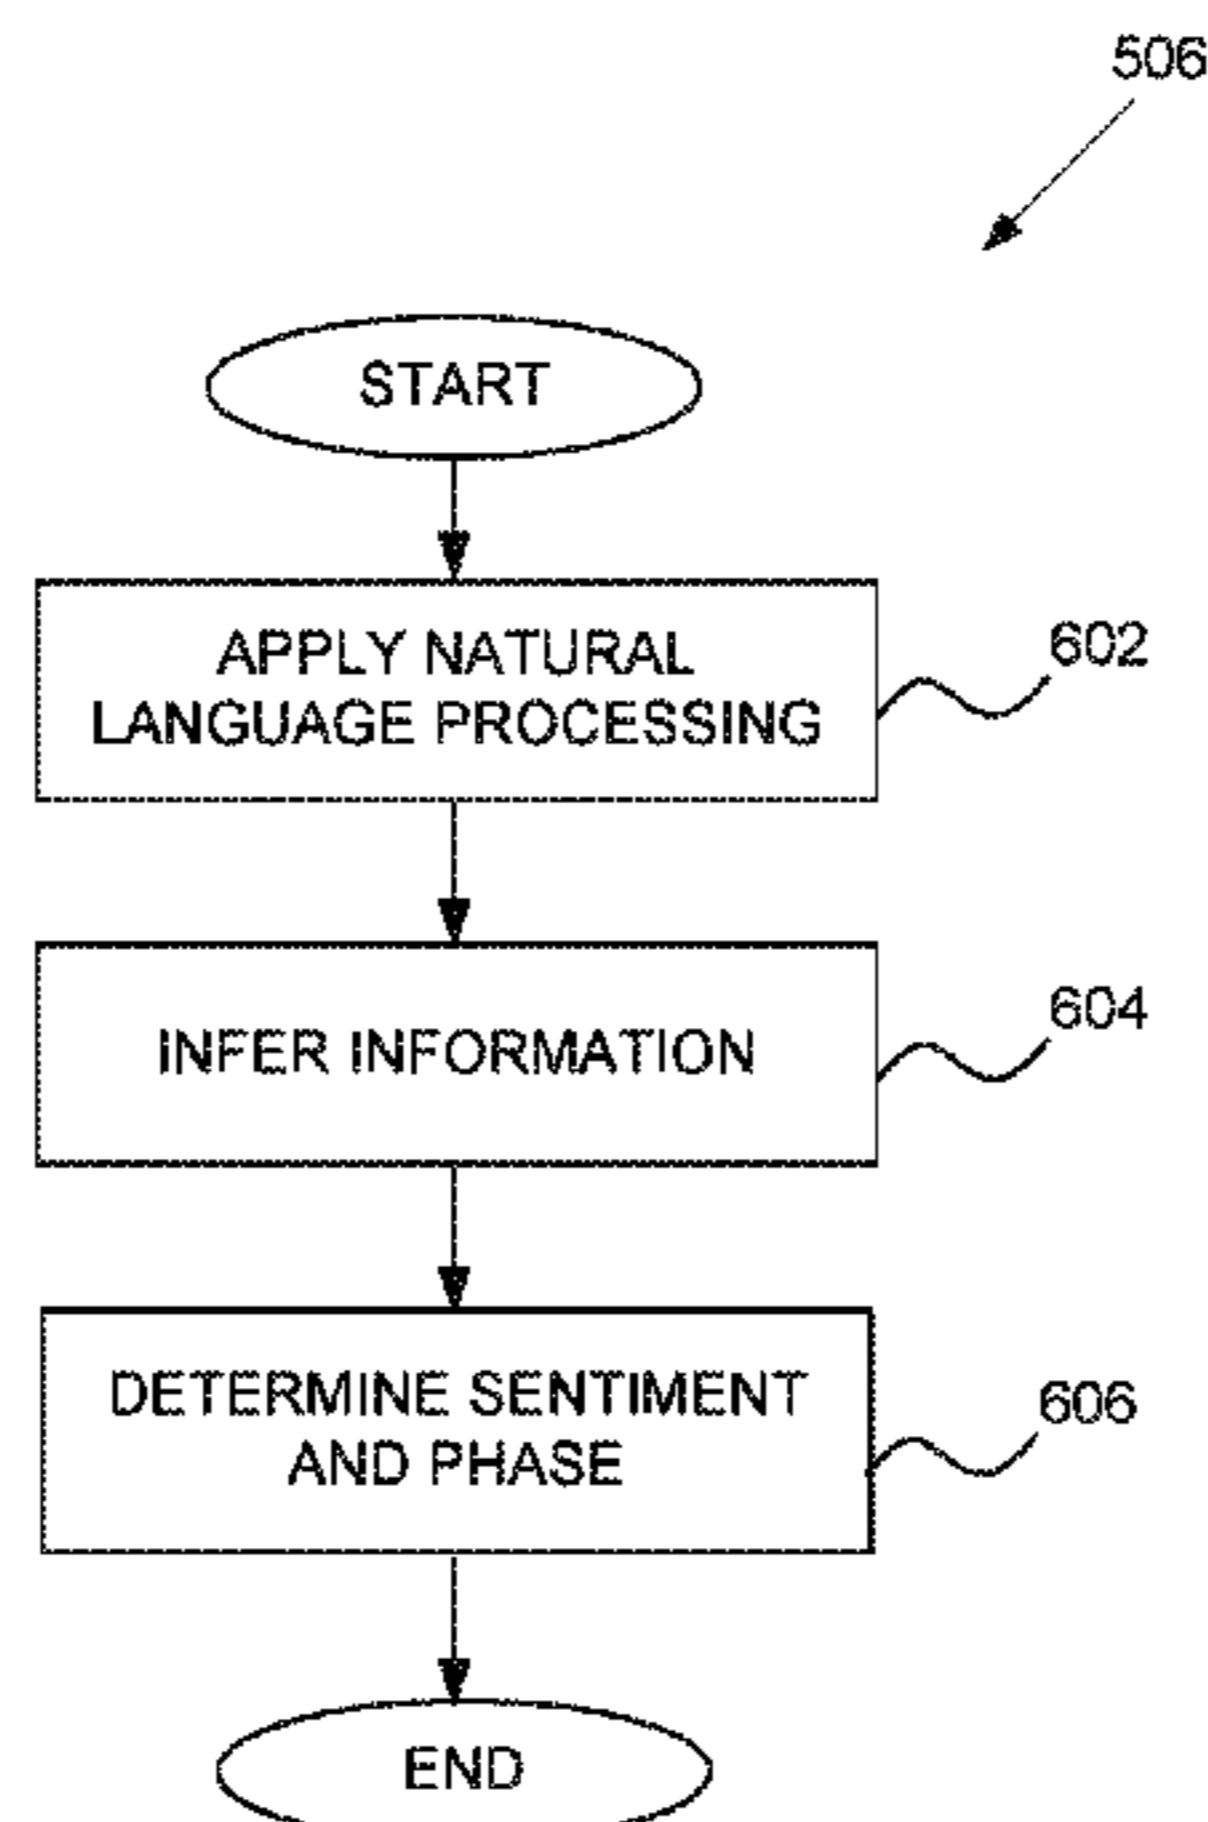 506
START
APPLY NATURAL
LANGUAGE PROCESSING
602
INFER INFORMATION
604
DETERMINE SENTIMENT
AND PHASE
606
END